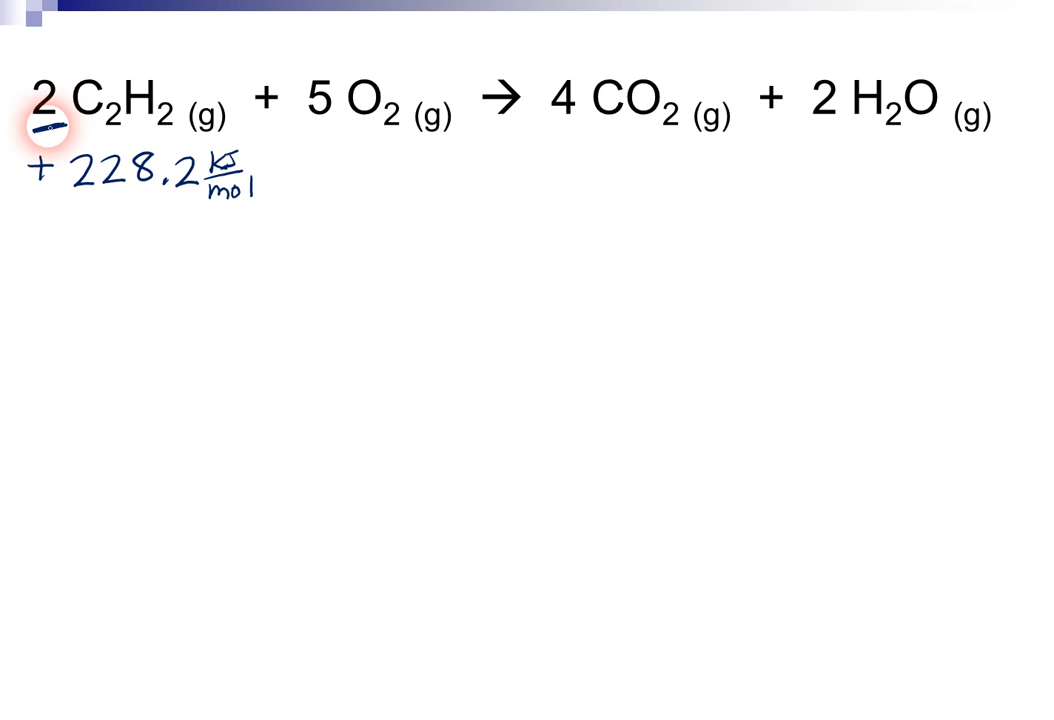 2 C₂H₂ (g) + 5 O₂ (g) → 4 CO₂ (g) + 2 H₂O (g)
+ 228.2 kJ/mol